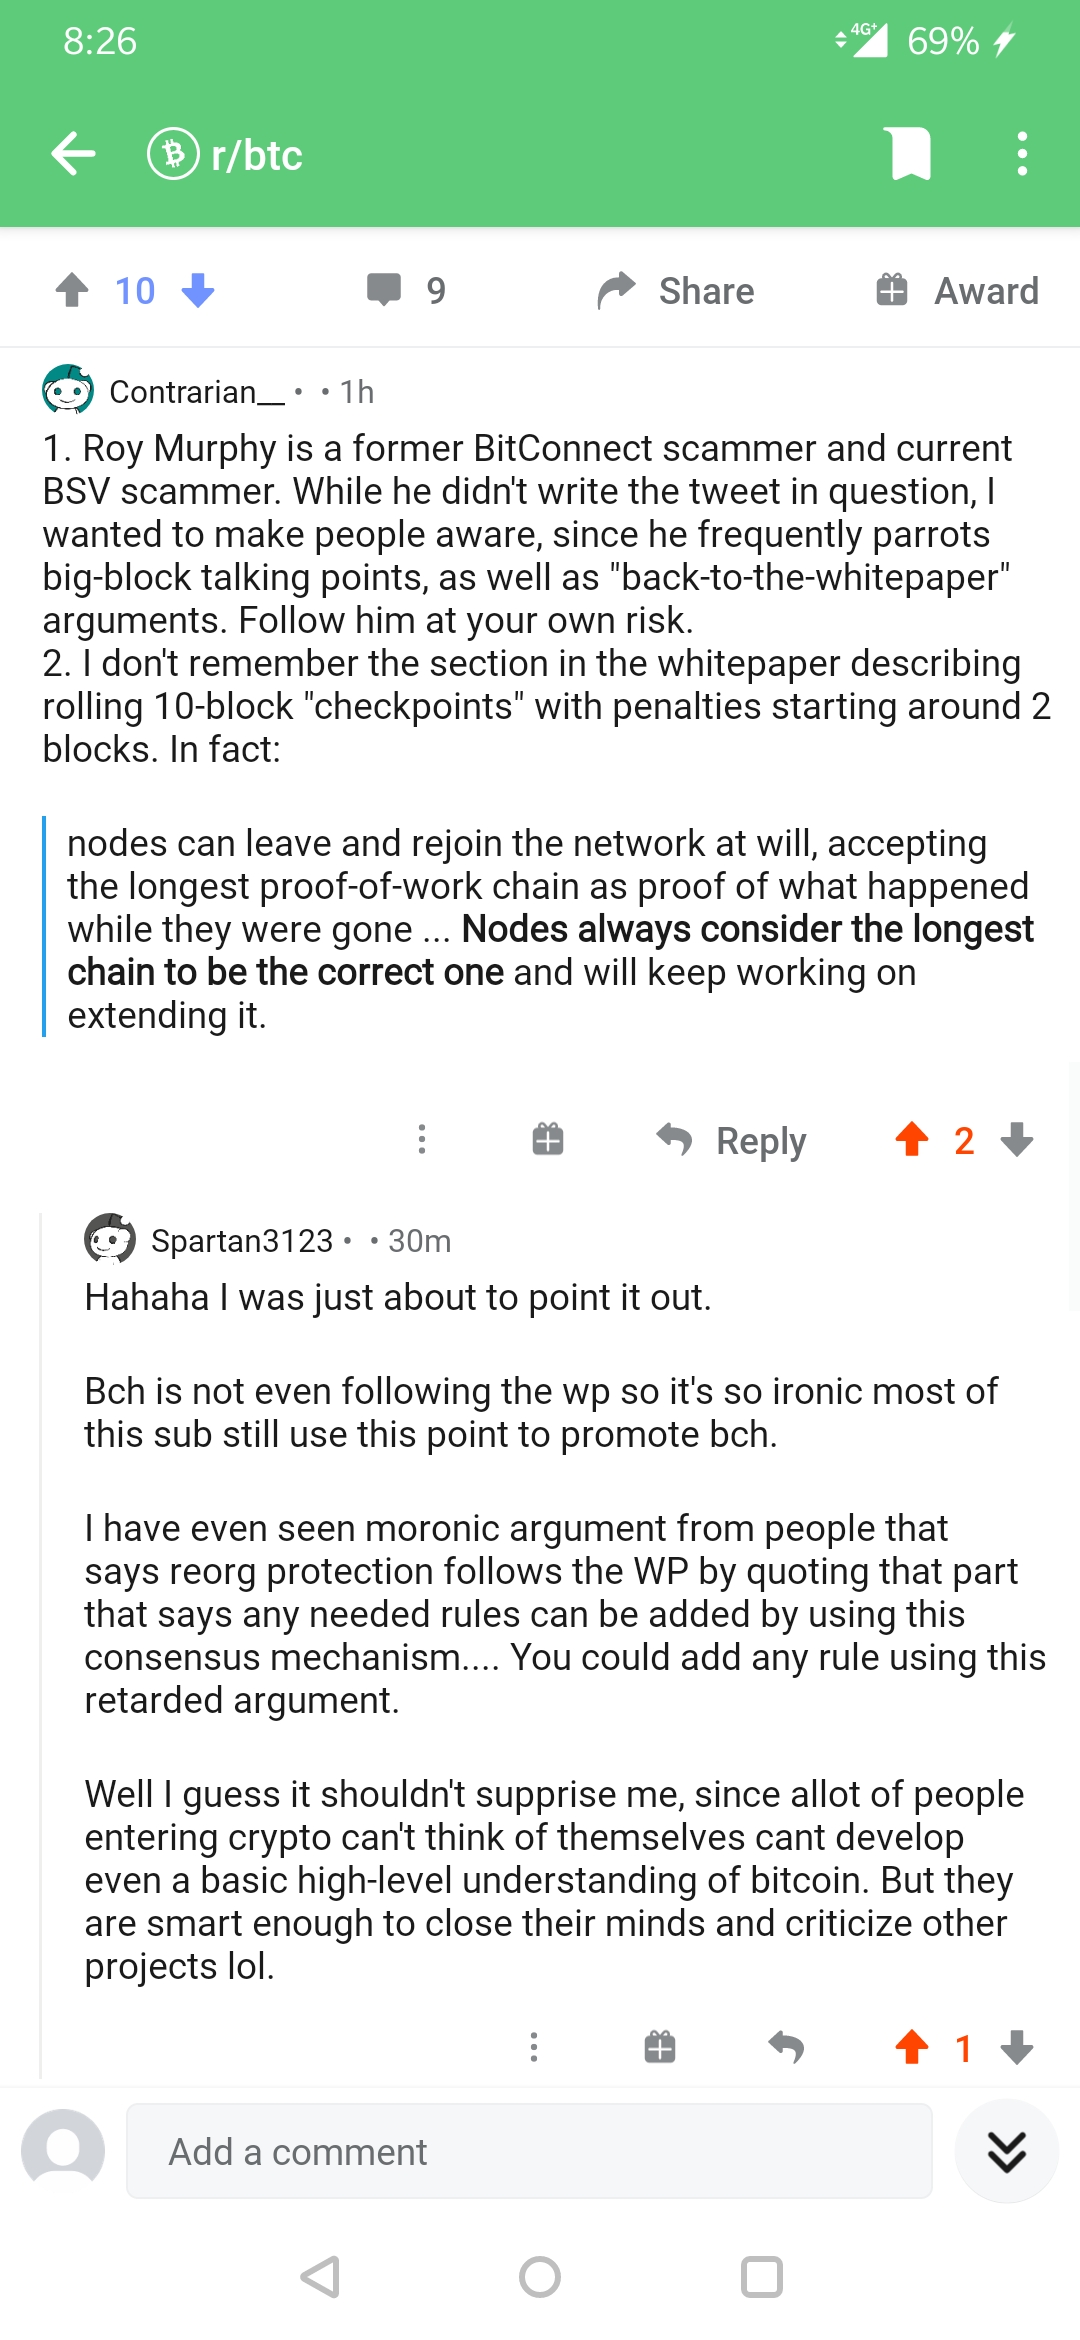 8:26
4G+ 69%
r/btc
10 9 Share Award
Contrarian__ • • 1h
1. Roy Murphy is a former BitConnect scammer and current
BSV scammer. While he didn't write the tweet in question, I
wanted to make people aware, since he frequently parrots
big-block talking points, as well as "back-to-the-whitepaper"
arguments. Follow him at your own risk.
2. I don't remember the section in the whitepaper describing
rolling 10-block "checkpoints" with penalties starting around 2
blocks. In fact:
nodes can leave and rejoin the network at will, accepting
the longest proof-of-work chain as proof of what happened
while they were gone ... Nodes always consider the longest
chain to be the correct one and will keep working on
extending it.
Reply 2
Spartan3123 • • 30m
Hahaha I was just about to point it out.
Bch is not even following the wp so it's so ironic most of
this sub still use this point to promote bch.
I have even seen moronic argument from people that
says reorg protection follows the WP by quoting that part
that says any needed rules can be added by using this
consensus mechanism.... You could add any rule using this
retarded argument.
Well I guess it shouldn't supprise me, since allot of people
entering crypto can't think of themselves cant develop
even a basic high-level understanding of bitcoin. But they
are smart enough to close their minds and criticize other
projects lol.
1
Add a comment